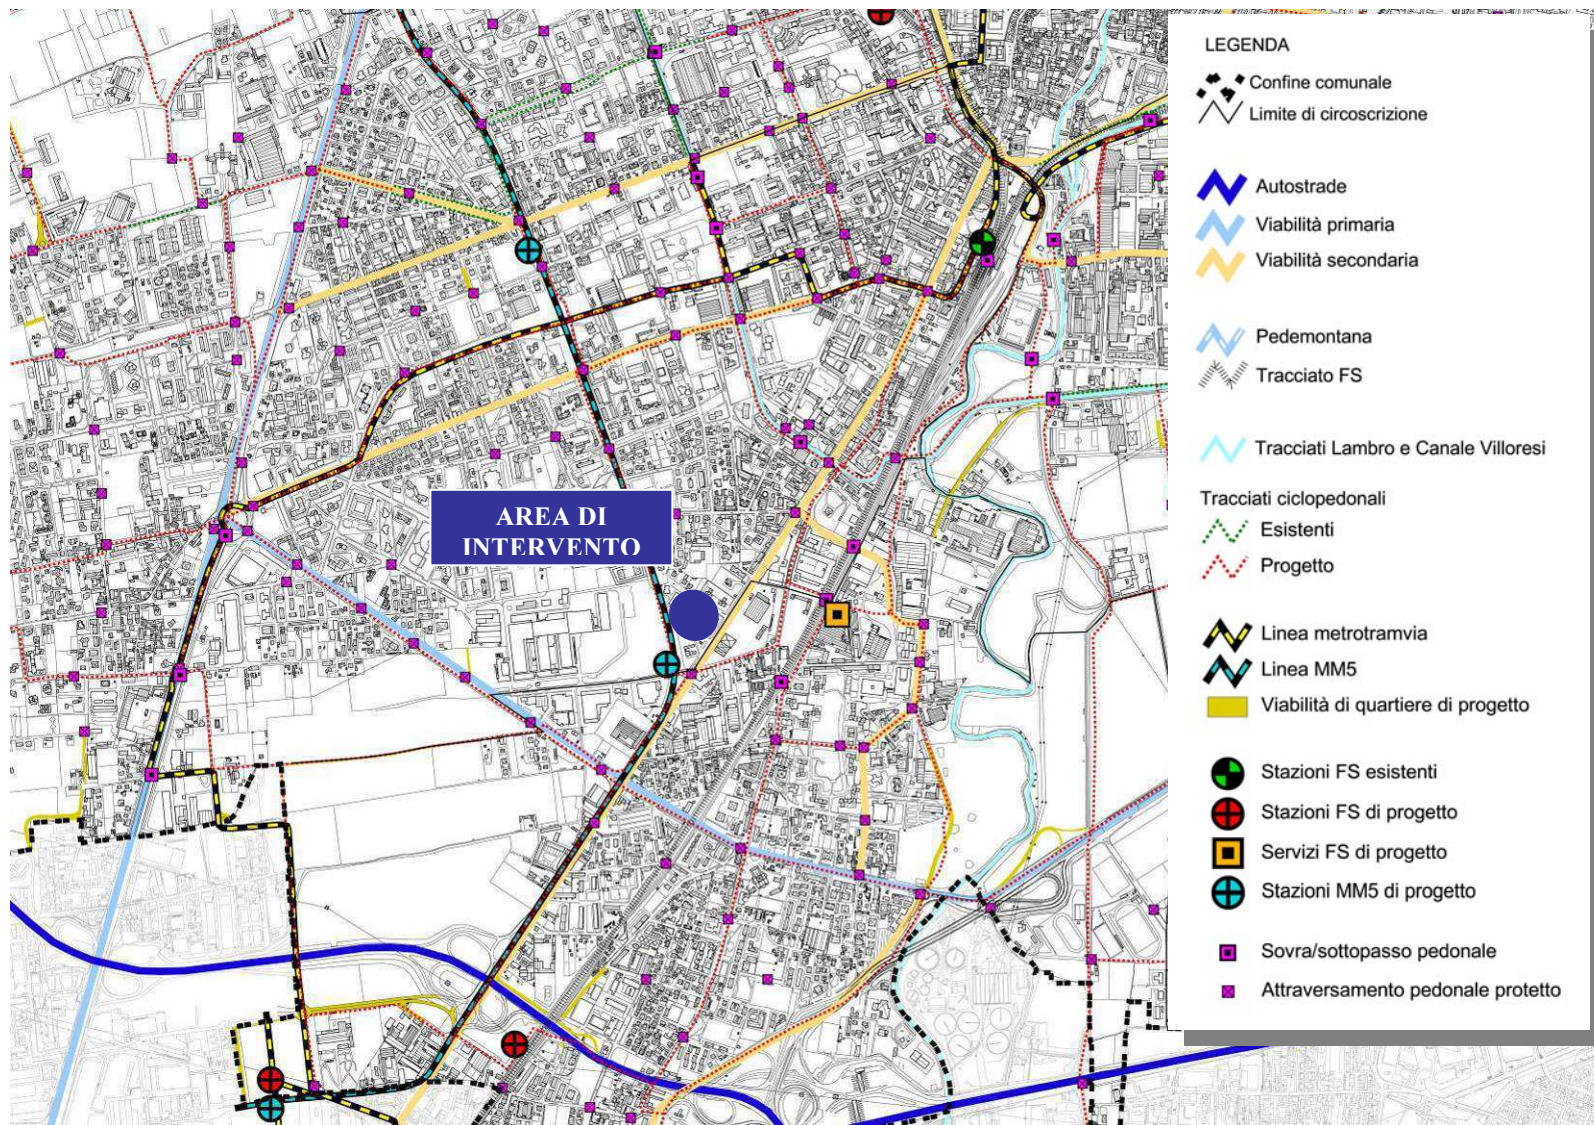 AREA DI
INTERVENTO
LEGENDA
Confine comunale
Limite di circoscrizione
Autostrade
Viabilità primaria
Viabilità secondaria
Pedemontana
Tracciato FS
Tracciati Lambro e Canale Villoresi
Tracciati ciclopedonali
Esistenti
Progetto
Linea metrotramvia
Linea MM5
Viabilità di quartiere di progetto
Stazioni FS esistenti
Stazioni FS di progetto
Servizi FS di progetto
Stazioni MM5 di progetto
Sovra/sottopasso pedonale
Attraversamento pedonale protetto